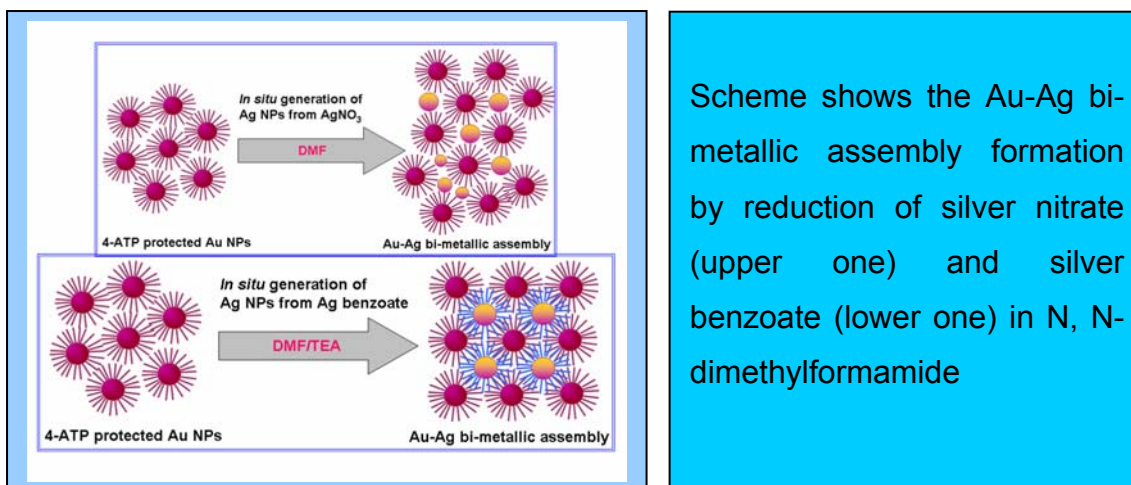 In situ generation of
Ag NPs from AgNO3
DMF
4-ATP protected Au NPs
Au-Ag bi-metallic assembly
In situ generation of
Ag NPs from Ag benzoate
DMF/TEA
4-ATP protected Au NPs
Au-Ag bi-metallic assembly
Scheme shows the Au-Ag bi-
metallic assembly formation
by reduction of silver nitrate
(upper one) and silver
benzoate (lower one) in N, N-
dimethylformamide